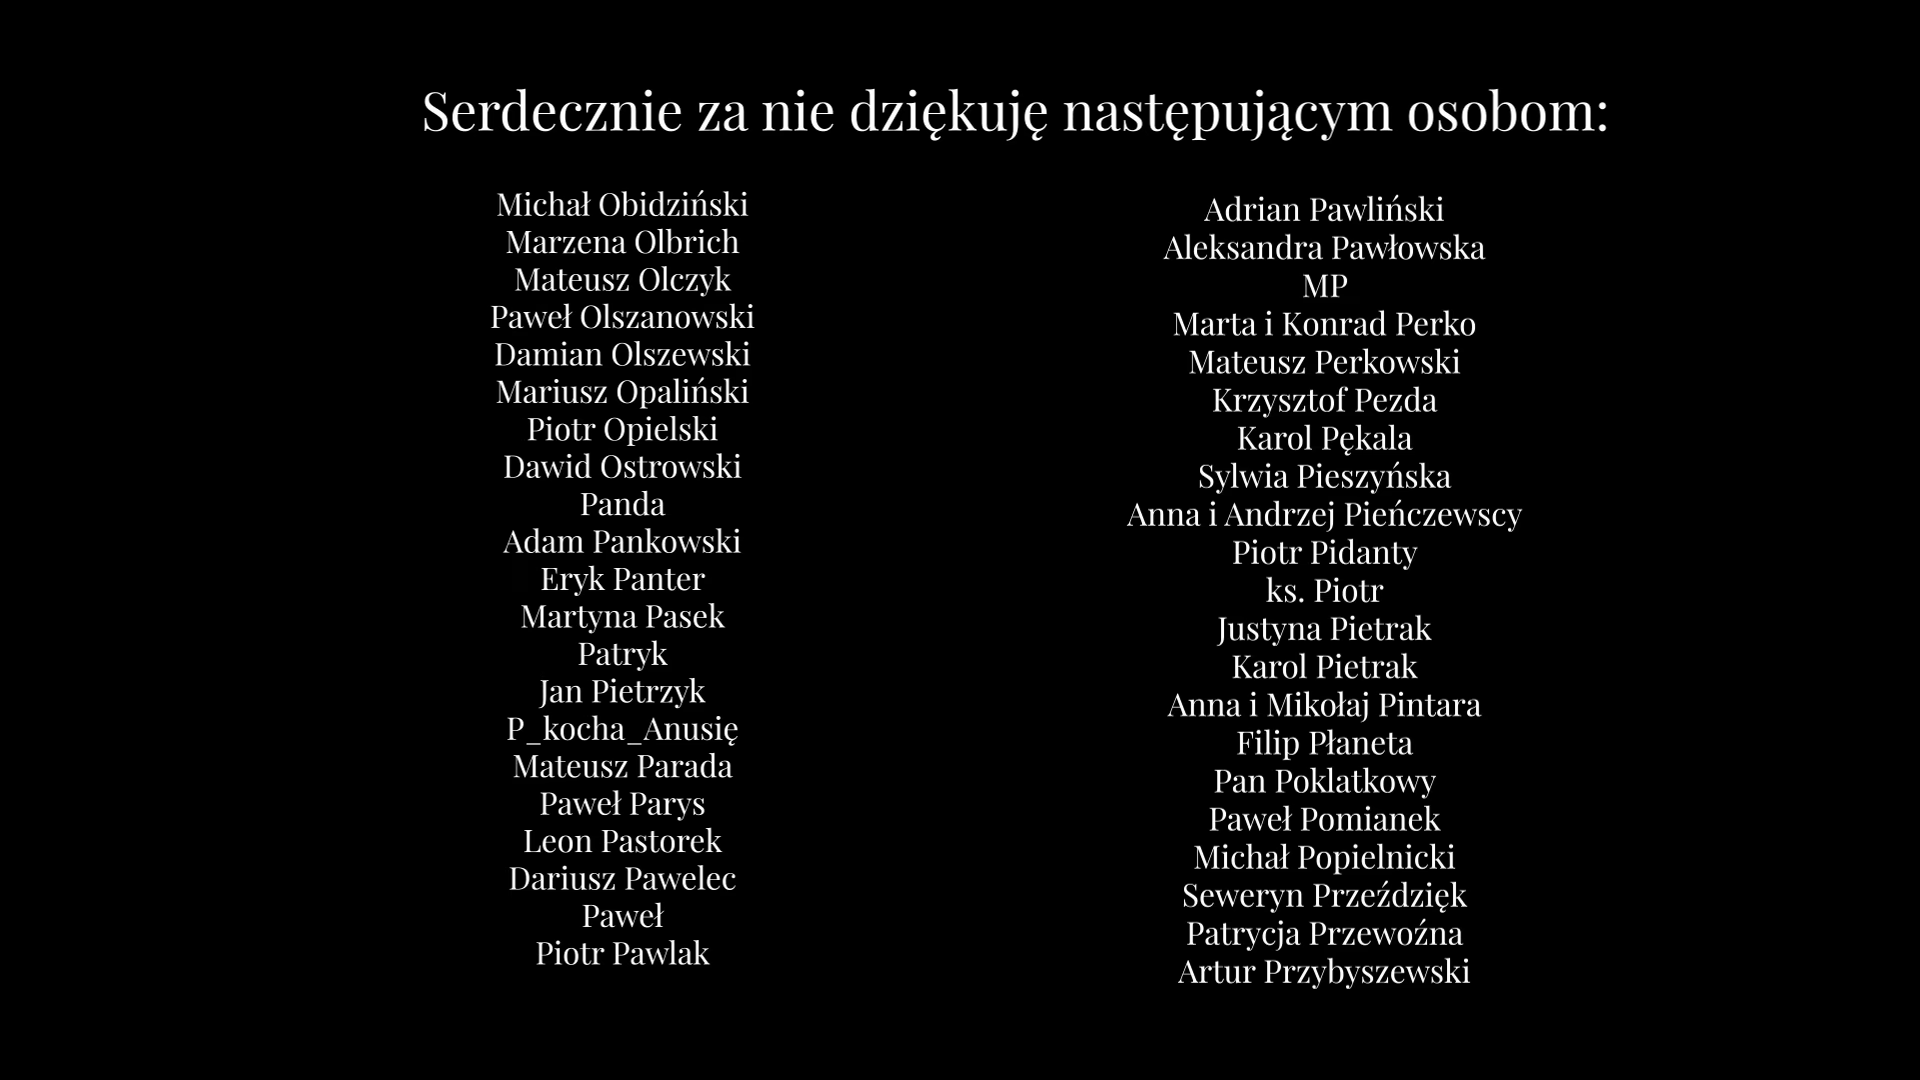 Serdecznie za nie dziękuję następującym osobom:
Michał Obidziński
Marzena Olbrich
Mateusz Olczyk
Paweł Olszanowski
Damian Olszewski
Mariusz Opaliński
Piotr Opielski
Dawid Ostrowski
Panda
Adam Pankowski
Eryk Panter
Martyna Pasek
Patryk
Jan Pietrzyk
P_kocha_Anusię
Mateusz Parada
Paweł Parys
Leon Pastorek
Dariusz Pawelec
Paweł
Piotr Pawlak
Adrian Pawliński
Aleksandra Pawłowska
MP
Marta i Konrad Perko
Mateusz Perkowski
Krzysztof Pezda
Karol Pękala
Sylwia Pieszyńska
Anna i Andrzej Pieńczewscy
Piotr Pidanty
ks. Piotr
Justyna Pietrak
Karol Pietrak
Anna i Mikołaj Pintara
Filip Płaneta
Pan Poklatkowy
Paweł Pomianek
Michał Popielnicki
Seweryn Przeździęk
Patrycja Przewoźna
Artur Przybyszewski